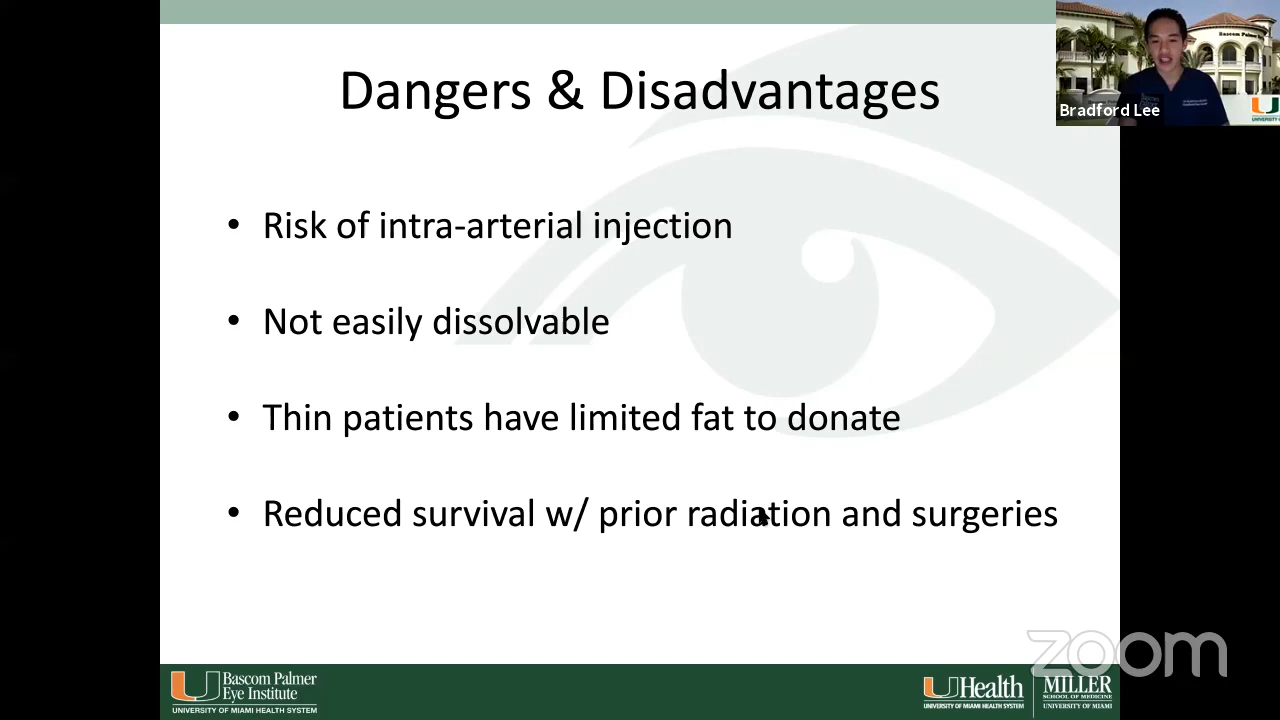 Dangers & Disadvantages
Bascom Palmer
Bradford Lee
• Risk of intra-arterial injection
• Not easily dissolvable
• Thin patients have limited fat to donate
• Reduced survival w/ prior radiation and surgeries
zoom
Bascom Palmer
Eye Institute
UNIVERSITY OF MIAMI HEALTH SYSTEM
UHealth
UNIVERSITY OF MIAMI HEALTH SYSTEM
MILLER
SCHOOL OF MEDICINE
UNIVERSITY OF MIAMI